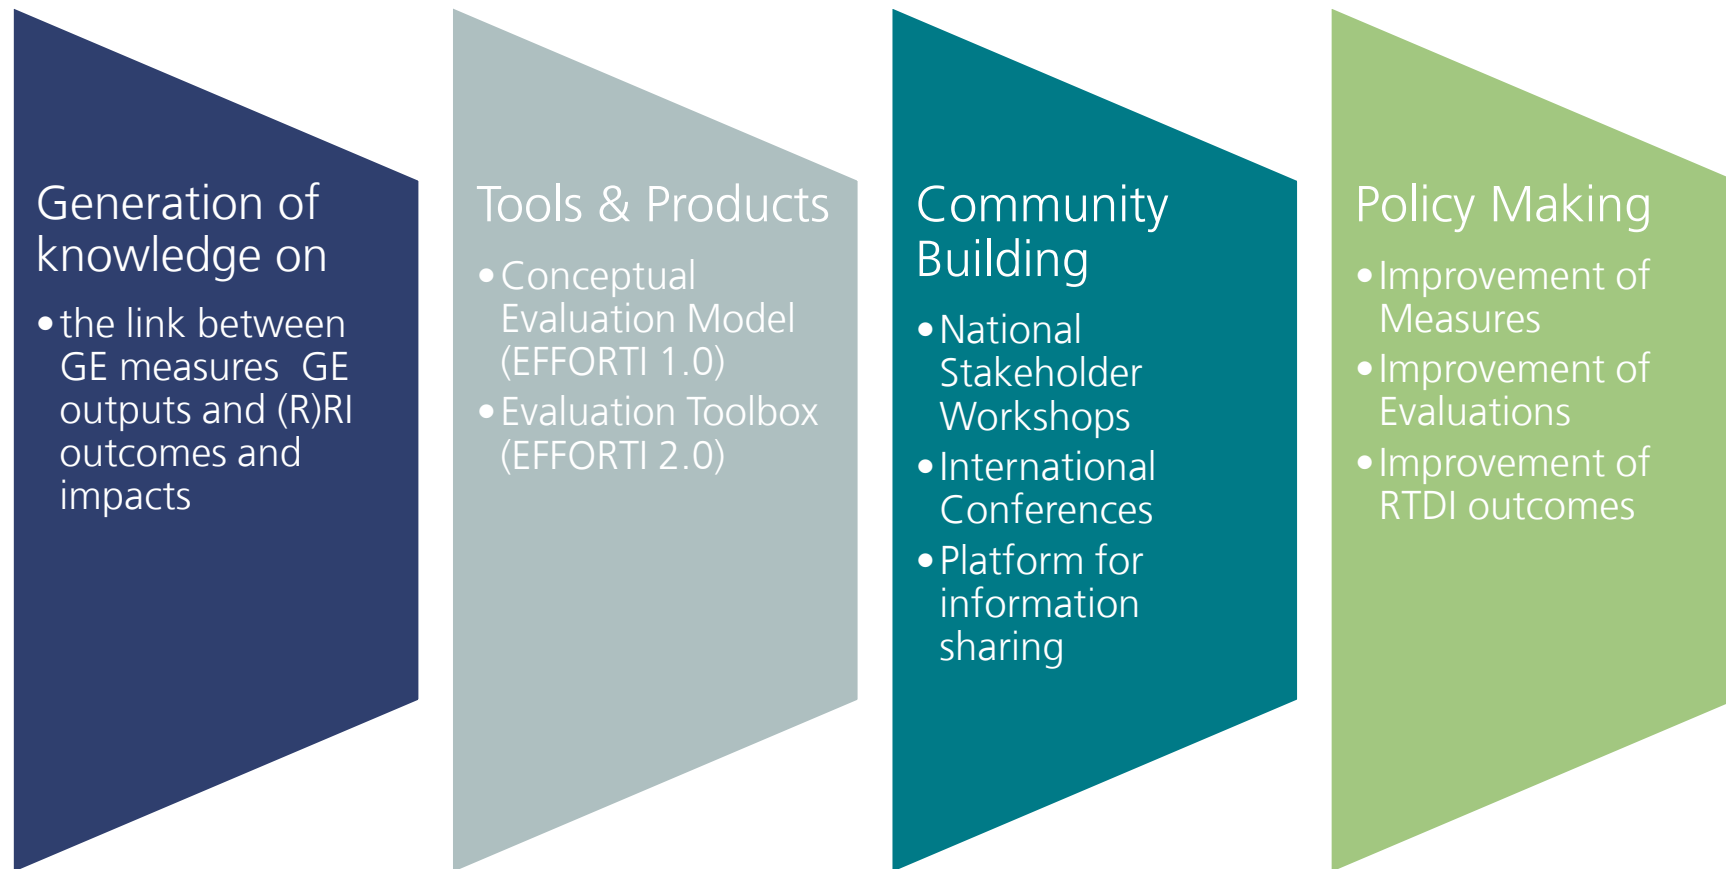 Generation of
knowledge on
•the link between
GE measures  GE
outputs and (R)RI
outcomes and
impacts
Tools & Products
•Conceptual
Evaluation Model
(EFFORTI 1.0)
•Evaluation Toolbox
(EFFORTI 2.0)
Community
Building
•National
Stakeholder
Workshops
•International
Conferences
•Platform for
information
sharing
Policy Making
•Improvement of
Measures
•Improvement of
Evaluations
•Improvement of
RTDI outcomes